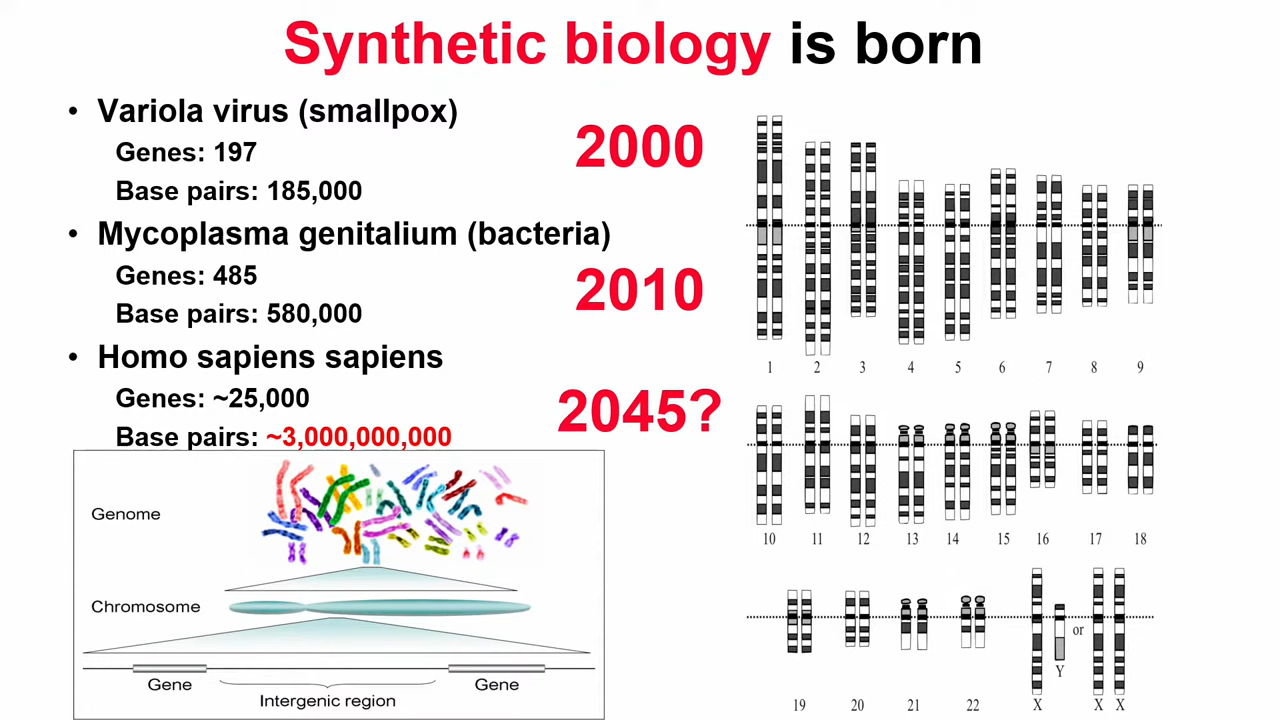 Synthetic biology is born
• Variola virus (smallpox)
Genes: 197
Base pairs: 185,000
2000
• Mycoplasma genitalium (bacteria)
Genes: 485
Base pairs: 580,000
2010
• Homo sapiens sapiens
Genes: ~25,000
Base pairs: ~3,000,000,000
2045?
Genome
Chromosome
Gene
Intergenic region
Gene
1 2 3 4 5 6 7 8 9
10 11 12 13 14 15 16 17 18
or
Y
19 20 21 22 X X X